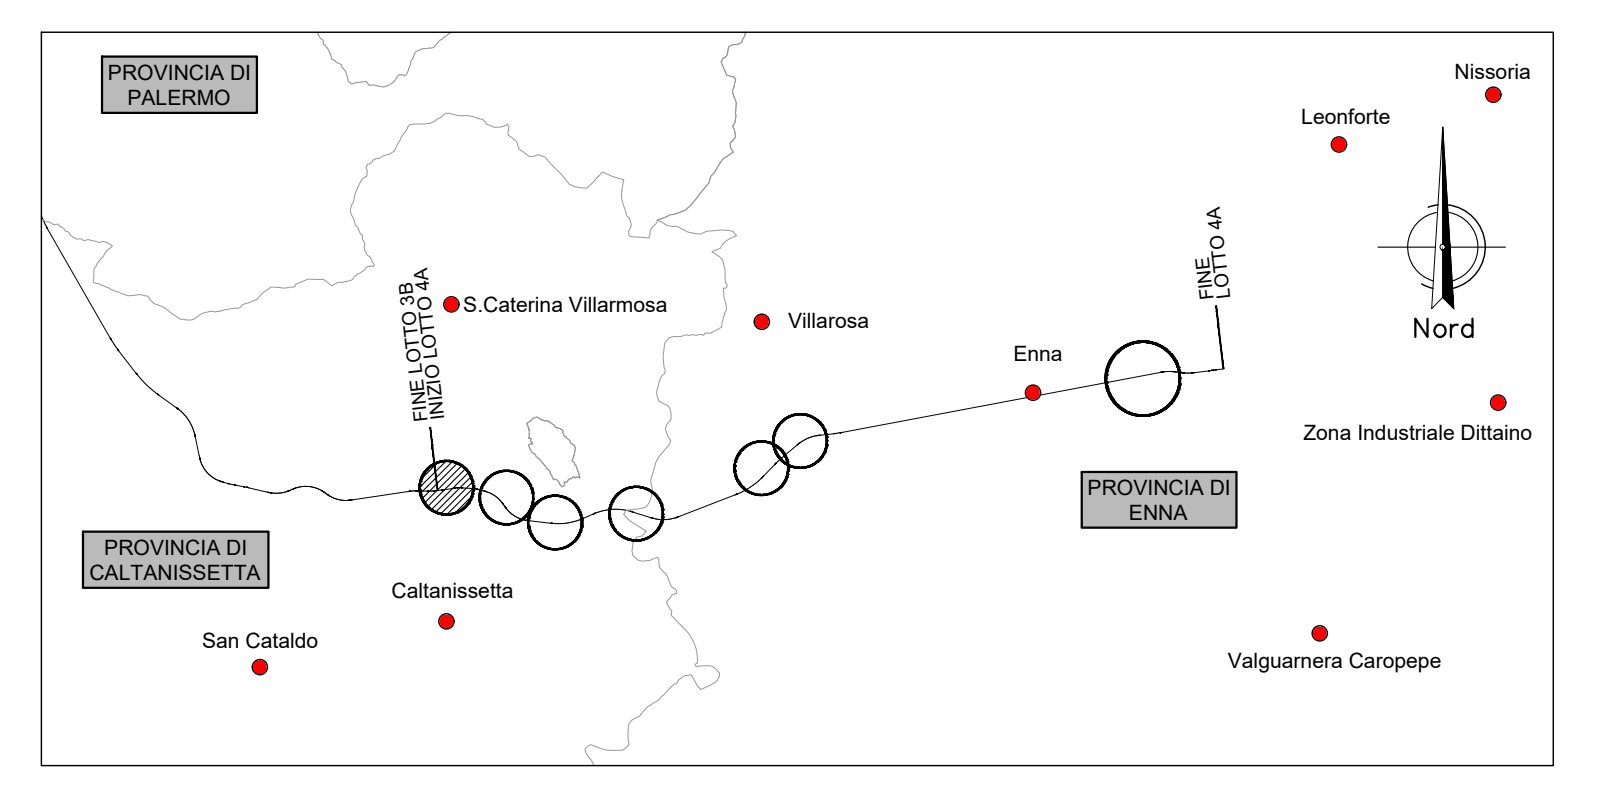 PROVINCIA DI
PALERMO
Nissoria
Leonforte
FINE
LOTTO 4A
FINE LOTTO 3B
INIZIO LOTTO 4A
S.Caterina Villarmosa
Villarosa
Nord
Enna
Zona Industriale Dittaino
PROVINCIA DI
ENNA
PROVINCIA DI
CALTANISSETTA
Caltanissetta
San Cataldo
Valguarnera Caropepe